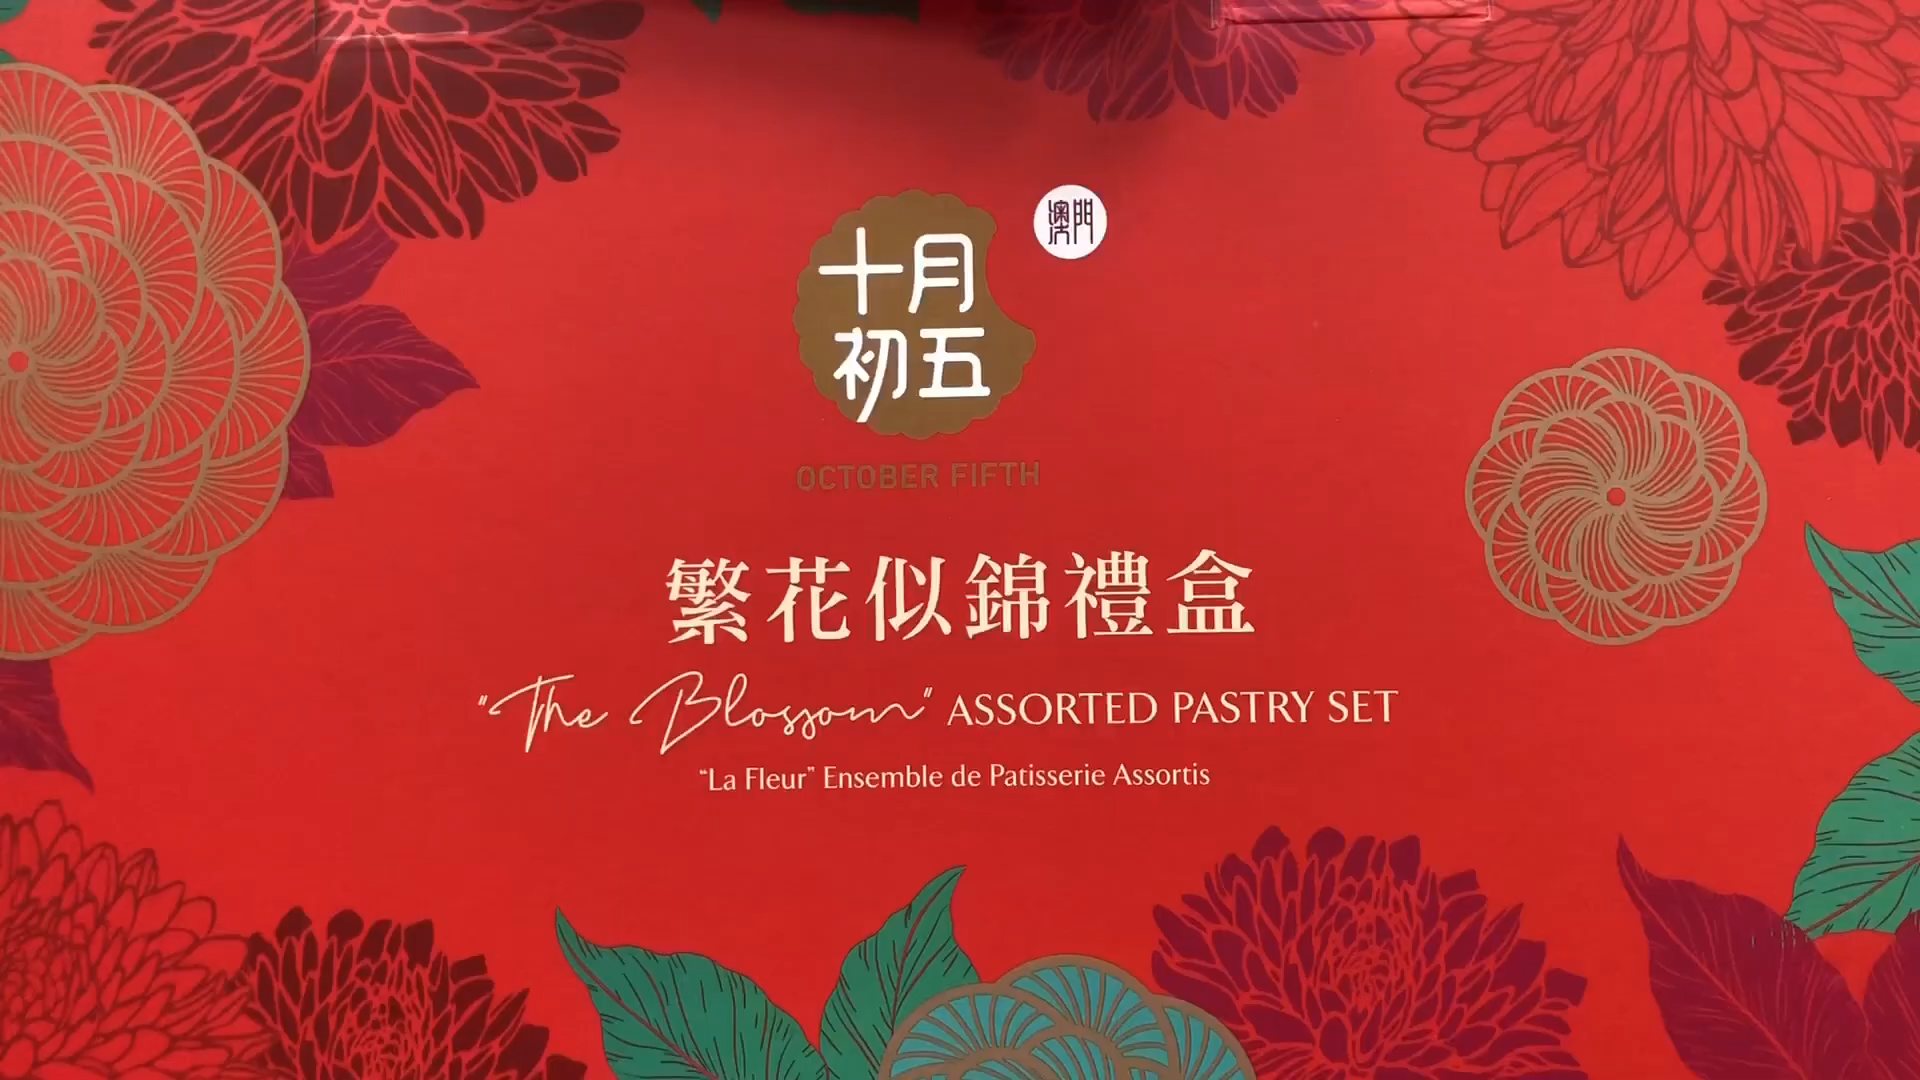 十月
初五
澳門
OCTOBER FIFTH
繁花似錦禮盒
"The Blossom" ASSORTED PASTRY SET
"La Fleur" Ensemble de Patisserie Assortis